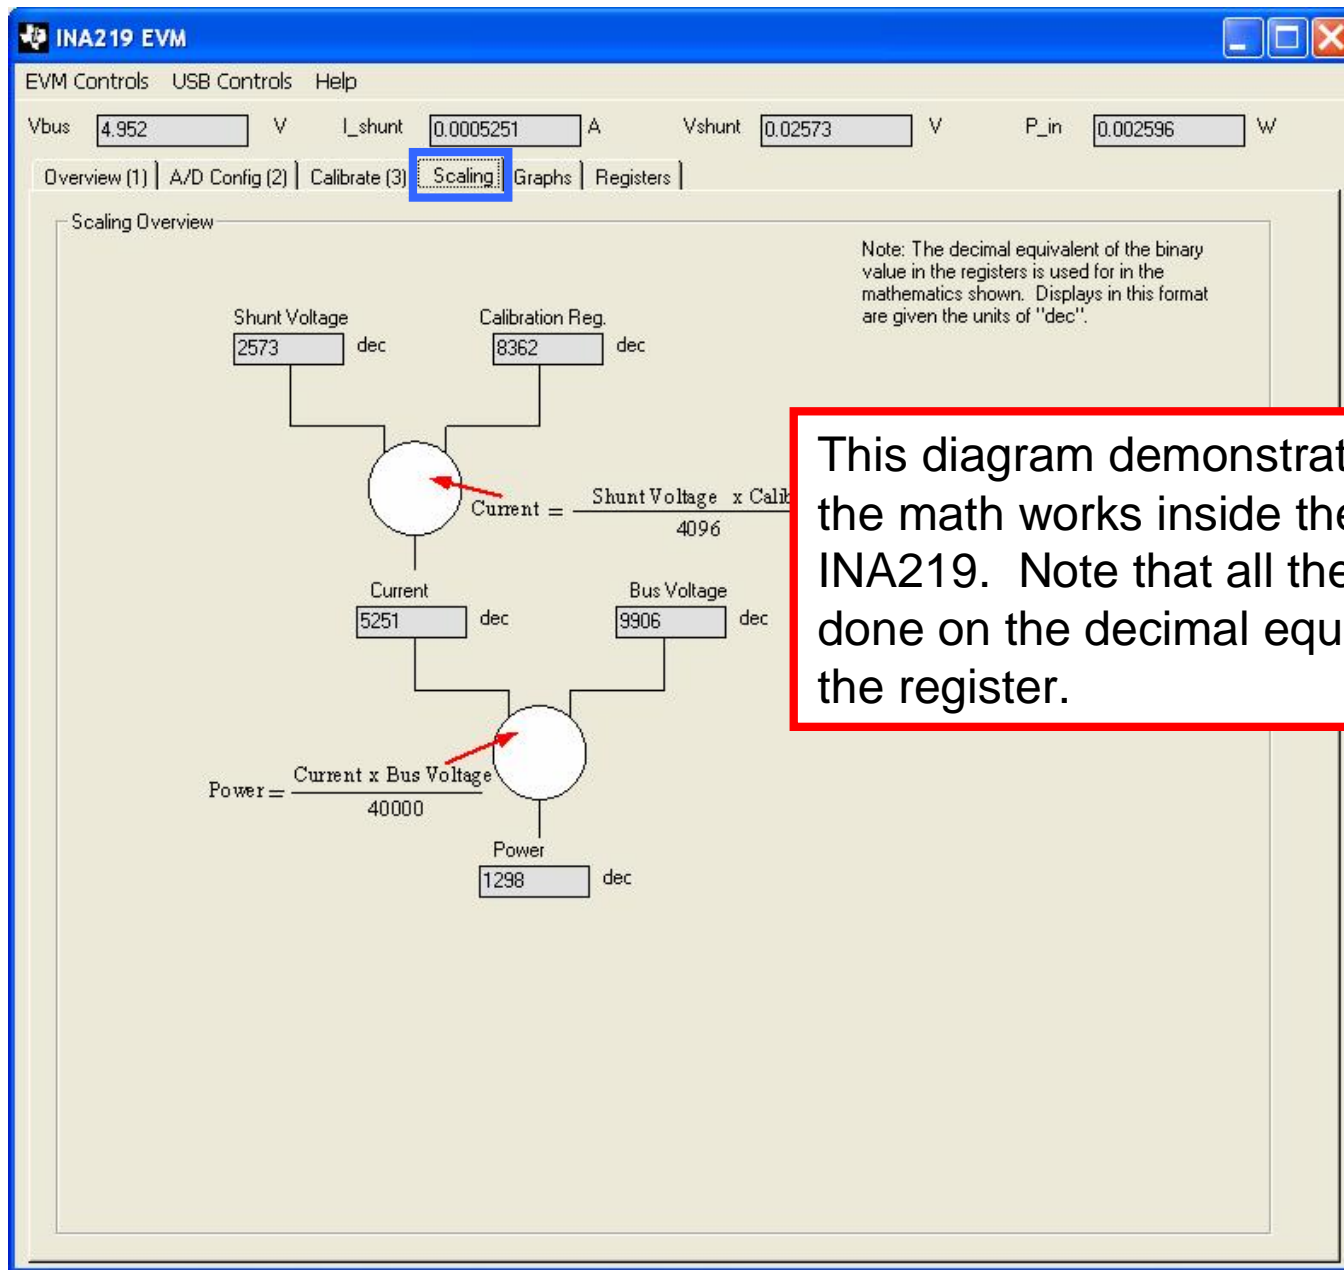 INA219 EVM
EVM Controls USB Controls Help
Vbus 4.952 V I_shunt 0.0005251 A Vshunt 0.02573 V P_in 0.002596 W
Overview (1) A/D Config (2) Calibrate (3) Scaling Graphs Registers
Scaling Overview
Note: The decimal equivalent of the binary
value in the registers is used for in the
mathematics shown. Displays in this format
are given the units of "dec".
Shunt Voltage Calibration Reg.
2573 dec 8362 dec
Current = Shunt Voltage x Calib
4096
This diagram demonstrat
the math works inside the
INA219. Note that all the
done on the decimal equ
the register.
Current Bus Voltage
5251 dec 9906 dec
Power = Current x Bus Voltage
40000
Power
1298 dec